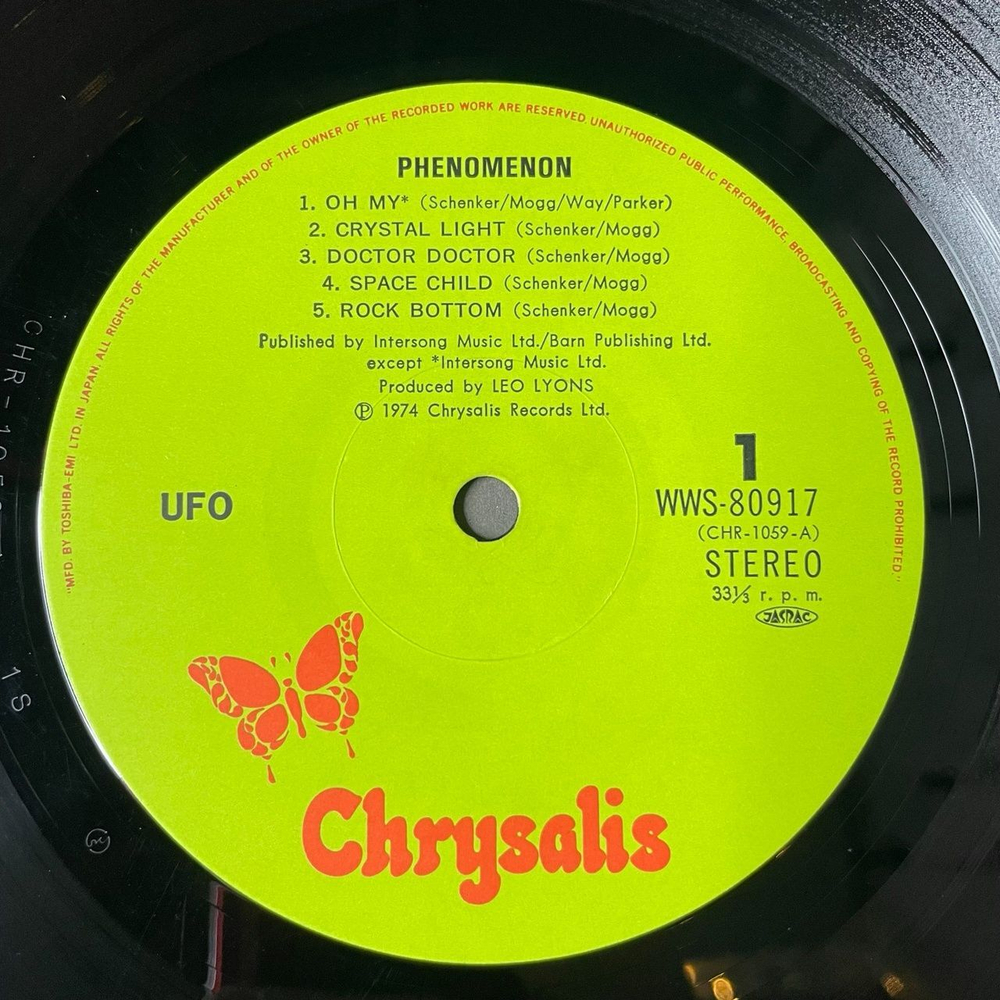 "MFD. BY TOSHIBA-EMI LTD. IN JAPAN. ALL RIGHTS OF THE MANUFACTURER AND OF THE OWNER OF THE RECORDED WORK ARE RESERVED. UNAUTHORIZED PUBLIC PERFORMANCE, BROADCASTING AND COPYING OF THE RECORD PROHIBITED."
PHENOMENON
1. OH MY* (Schenker/Mogg/Way/Parker)
2. CRYSTAL LIGHT (Schenker/Mogg)
3. DOCTOR DOCTOR (Schenker/Mogg)
4. SPACE CHILD (Schenker/Mogg)
5. ROCK BOTTOM (Schenker/Mogg)
Published by Intersong Music Ltd./Barn Publishing Ltd.
except *Intersong Music Ltd.
Produced by LEO LYONS
Ⓟ 1974 Chrysalis Records Ltd.
UFO
1
WWS-80917
(CHR-1059-A)
STEREO
33⅓ r. p. m.
JASRAC
Chrysalis
1S